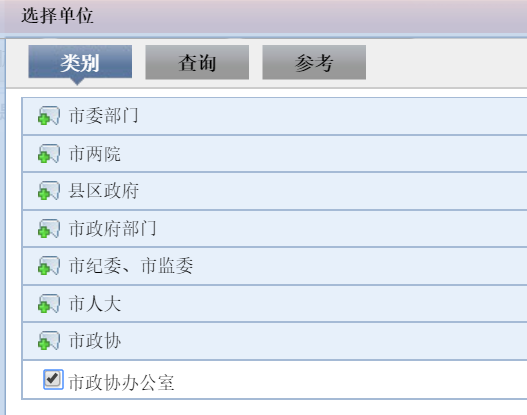 选择单位
类别 查询 参考
市委部门
市两院
县区政府
市政府部门
市纪委、市监委
市人大
市政协
市政协办公室